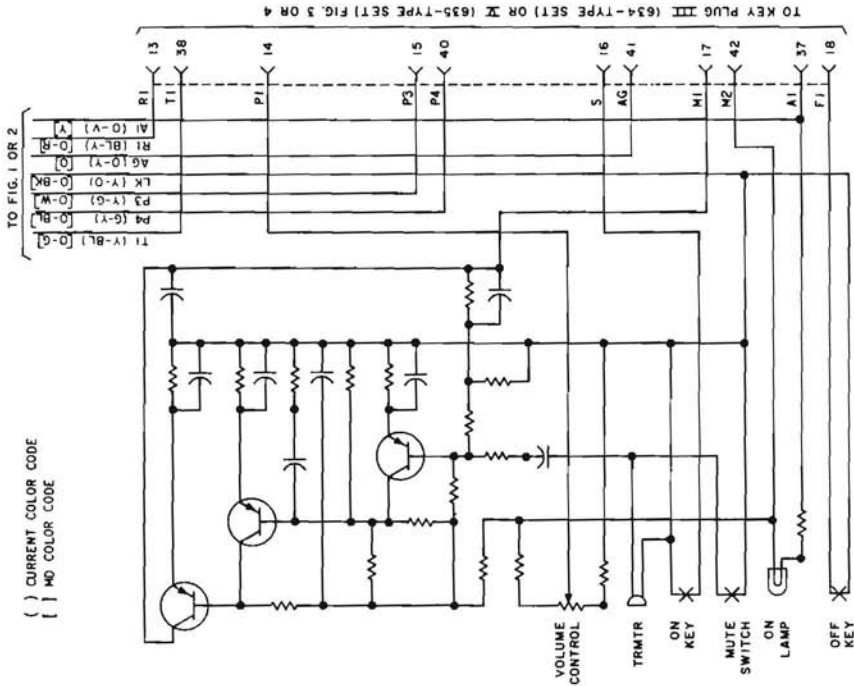 TO KEY PLUG III (634-TYPE SET) OR V (635-TYPE SET) FIG. 3 OR 4
13
38
14
15
40
16
41
17
42
37
18
R1
T1
P1
P3
P4
S
AG
M1
M2
A1
F1
TO FIG. 1 OR 2
A1 (O-V) [Y]
R1 (BL-Y) [O-R]
AG (O-Y) [O]
LK (Y-O) [O-BK]
P3 (Y-G) [O-W]
P4 (G-Y) [O-BL]
T1 (Y-BL) [O-G]
( ) CURRENT COLOR CODE
[ ] MD COLOR CODE
VOLUME
CONTROL
TRMTR
ON
KEY
MUTE
SWITCH
ON
LAMP
OFF
KEY